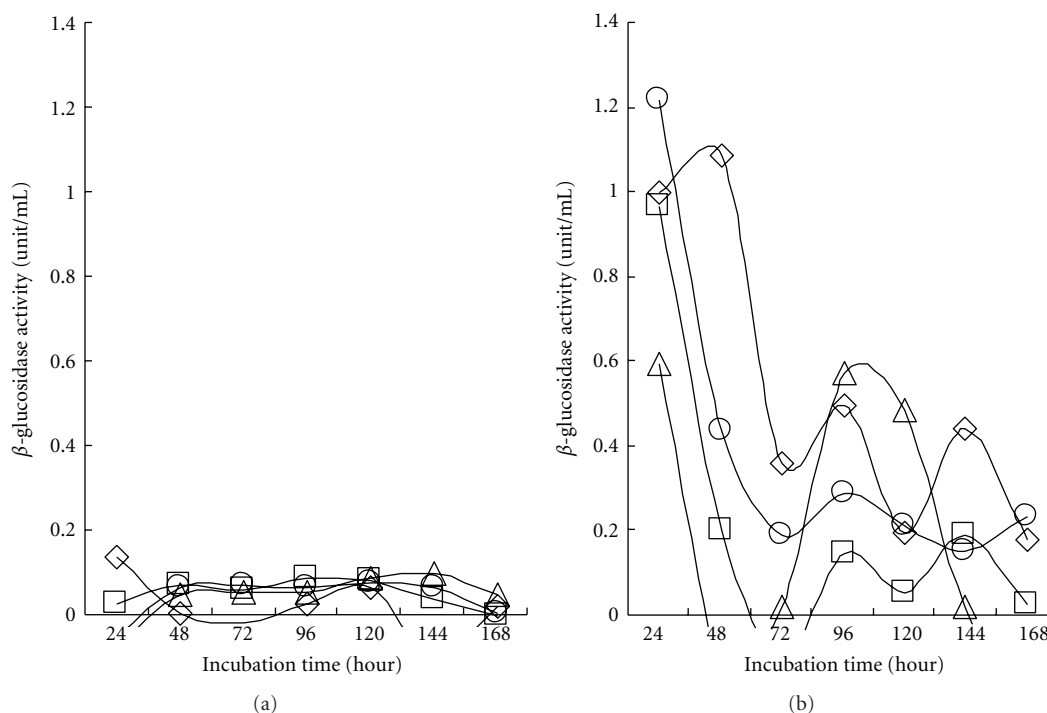 1.4
1.2
1
0.8
0.6
0.4
0.2
0
β-glucosidase activity (unit/mL)
24 48 72 96 120 144 168
Incubation time (hour)
(a)
1.4
1.2
1
0.8
0.6
0.4
0.2
0
β-glucosidase activity (unit/mL)
24 48 72 96 120 144 168
Incubation time (hour)
(b)